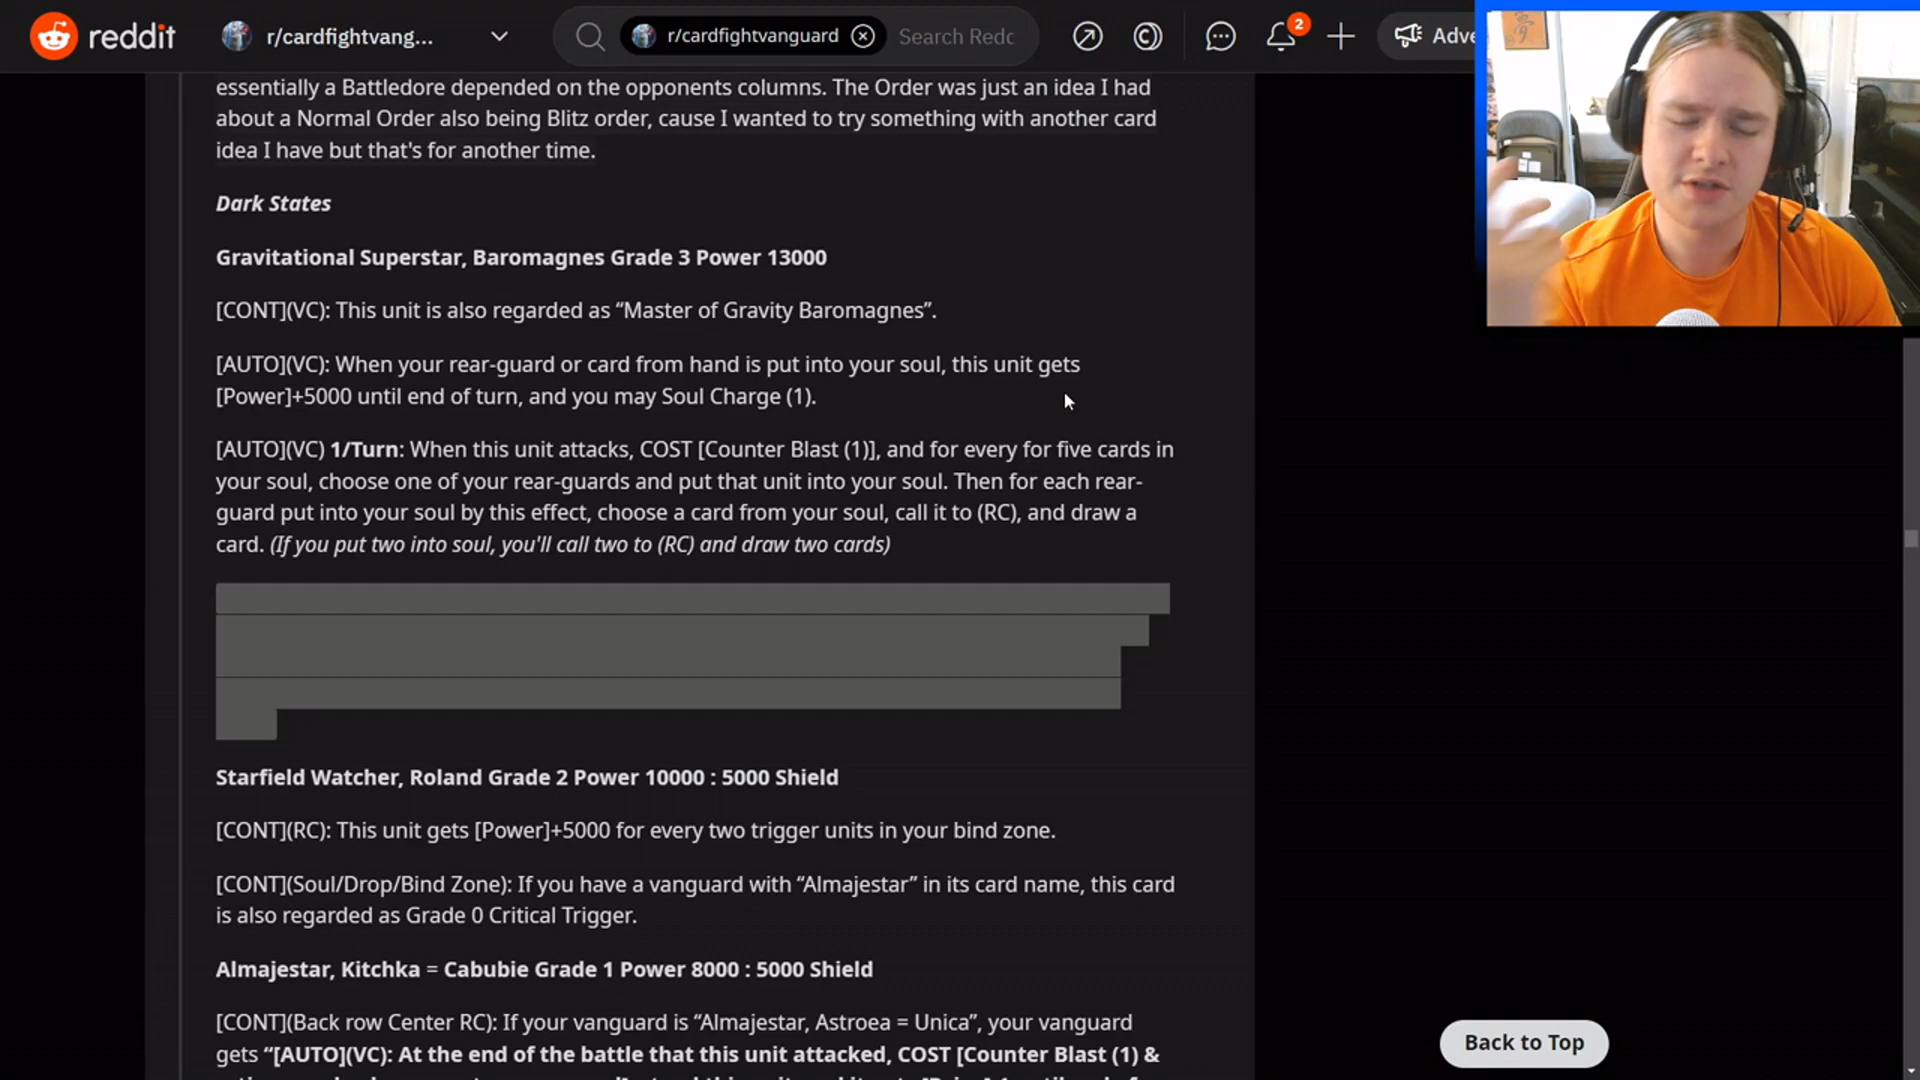 reddit
r/cardfightvang...
r/cardfightvanguard
Search Redc
2
Adve
essentially a Battledore depended on the opponents columns. The Order was just an idea I had
about a Normal Order also being Blitz order, cause I wanted to try something with another card
idea I have but that's for another time.
Dark States
Gravitational Superstar, Baromagnes Grade 3 Power 13000
[CONT](VC): This unit is also regarded as “Master of Gravity Baromagnes”.
[AUTO](VC): When your rear-guard or card from hand is put into your soul, this unit gets
[Power]+5000 until end of turn, and you may Soul Charge (1).
[AUTO](VC) 1/Turn: When this unit attacks, COST [Counter Blast (1)], and for every for five cards in
your soul, choose one of your rear-guards and put that unit into your soul. Then for each rear-
guard put into your soul by this effect, choose a card from your soul, call it to (RC), and draw a
card. (If you put two into soul, you'll call two to (RC) and draw two cards)
Starfield Watcher, Roland Grade 2 Power 10000 : 5000 Shield
[CONT](RC): This unit gets [Power]+5000 for every two trigger units in your bind zone.
[CONT](Soul/Drop/Bind Zone): If you have a vanguard with “Almajestar” in its card name, this card
is also regarded as Grade 0 Critical Trigger.
Almajestar, Kitchka = Cabubie Grade 1 Power 8000 : 5000 Shield
[CONT](Back row Center RC): If your vanguard is “Almajestar, Astroea = Unica”, your vanguard
gets “[AUTO](VC): At the end of the battle that this unit attacked, COST [Counter Blast (1) &
Back to Top